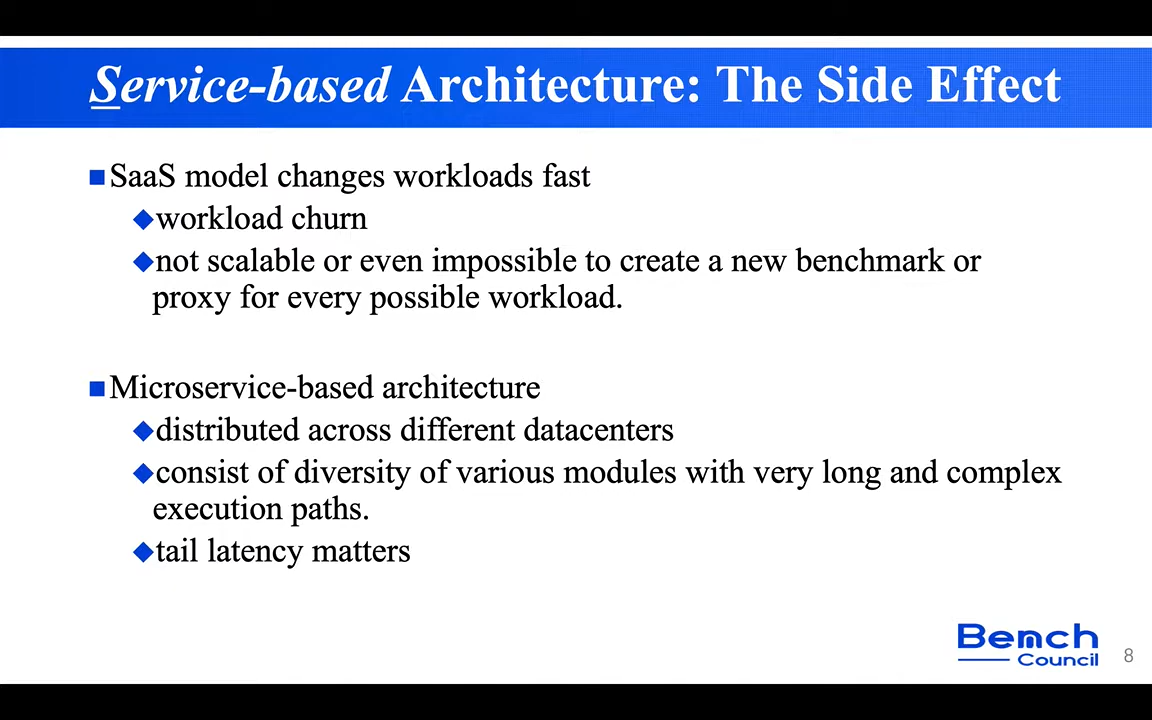 Service-based Architecture: The Side Effect
SaaS model changes workloads fast
workload churn
not scalable or even impossible to create a new benchmark or
proxy for every possible workload.
Microservice-based architecture
distributed across different datacenters
consist of diversity of various modules with very long and complex
execution paths.
tail latency matters
Bench
Council
8